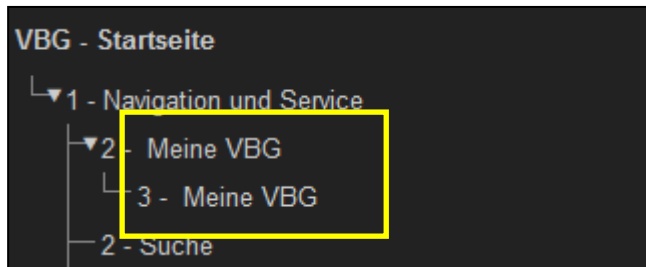 VBG - Startseite
1 - Navigation und Service
2 - Meine VBG
3 - Meine VBG
2 - Suche